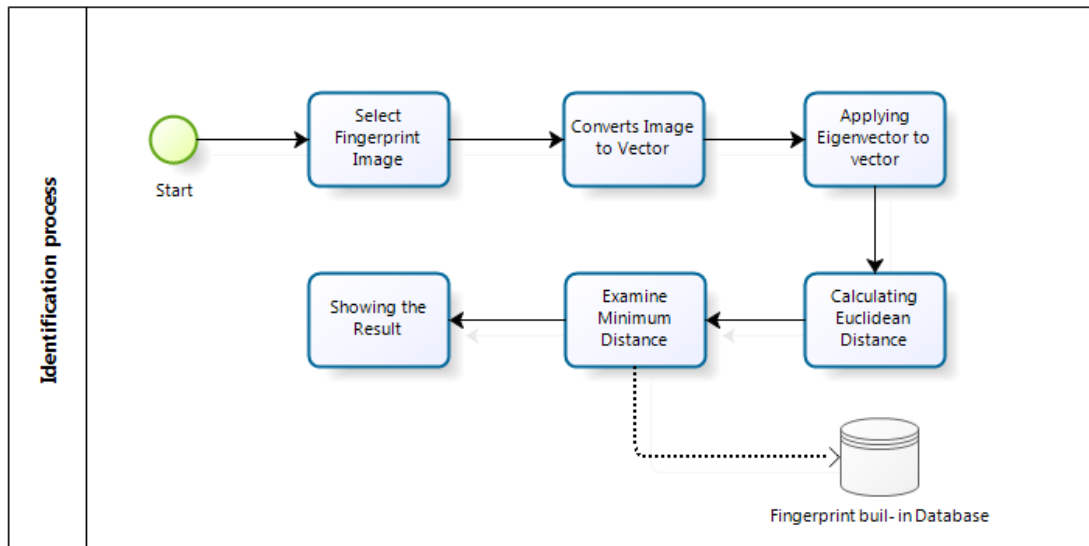 Identification process
Start
Select
Fingerprint
Image
Converts Image
to Vector
Applying
Eigenvector to
vector
Calculating
Euclidean
Distance
Examine
Minimum
Distance
Showing the
Result
Fingerprint buil- in Database